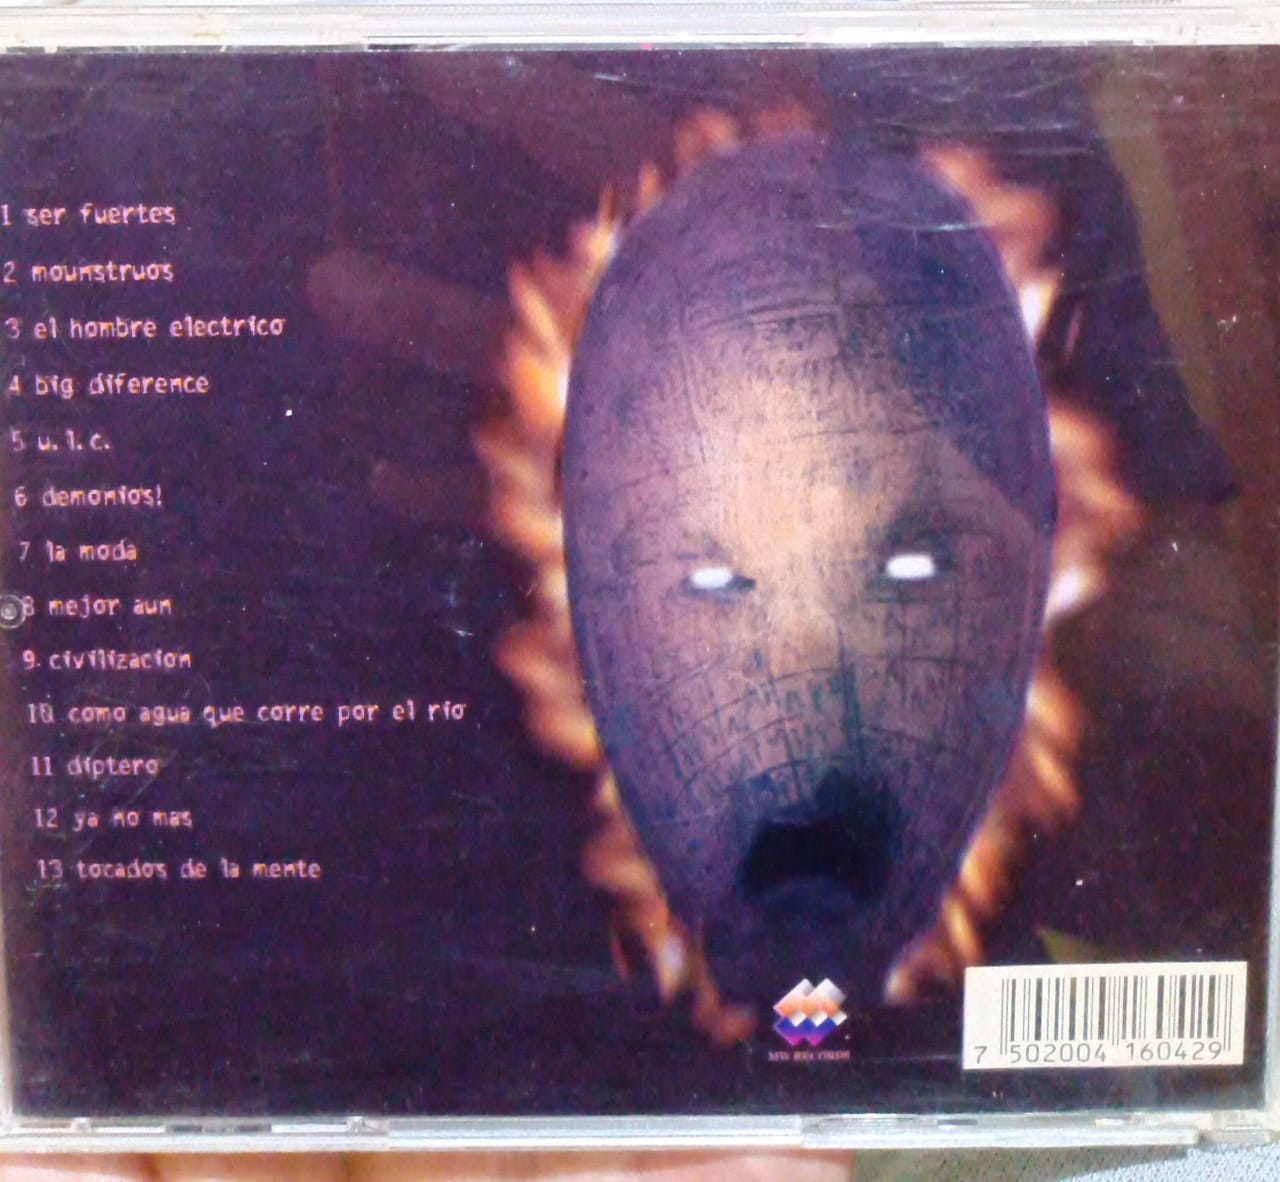 1 ser fuertes
2 mounstruos
3 el hombre electrico
4 big diference
5 u.l.c.
6 demonios!
7 la moda
8 mejor aun
9. civilizacion
10 como agua que corre por el rio
11 diptero
12 ya no mas
13 tocados de la mente
MW RECORDS
7 502004 160429